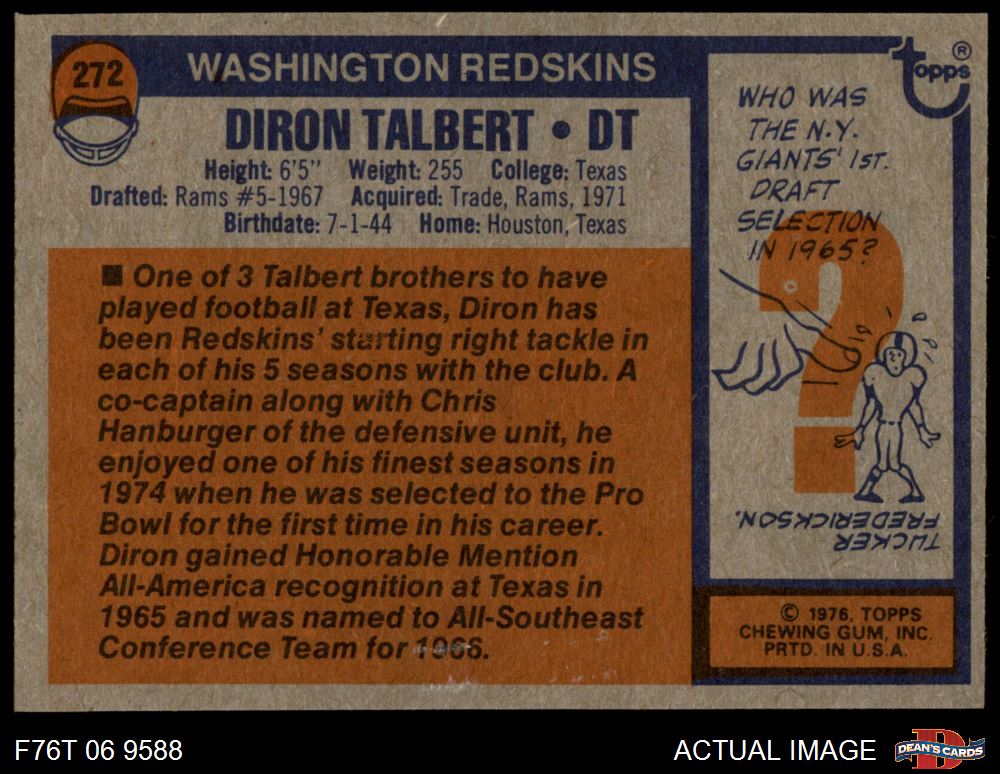 272
WASHINGTON REDSKINS
DIRON TALBERT • DT
Height: 6'5" Weight: 255 College: Texas
Drafted: Rams #5-1967 Acquired: Trade, Rams, 1971
Birthdate: 7-1-44 Home: Houston, Texas
■ One of 3 Talbert brothers to have
played football at Texas, Diron has
been Redskins' starting right tackle in
each of his 5 seasons with the club. A
co-captain along with Chris
Hanburger of the defensive unit, he
enjoyed one of his finest seasons in
1974 when he was selected to the Pro
Bowl for the first time in his career.
Diron gained Honorable Mention
All-America recognition at Texas in
1965 and was named to All-Southeast
Conference Team for 1966.
topps®
WHO WAS
THE N.Y.
GIANTS' 1st.
DRAFT
SELECTION
IN 1965?
?
TUCKER
FREDERICKSON.
© 1976, TOPPS
CHEWING GUM, INC.
PRTD. IN U.S.A.
F76T 06 9588
ACTUAL IMAGE
D
DEAN'S CARDS